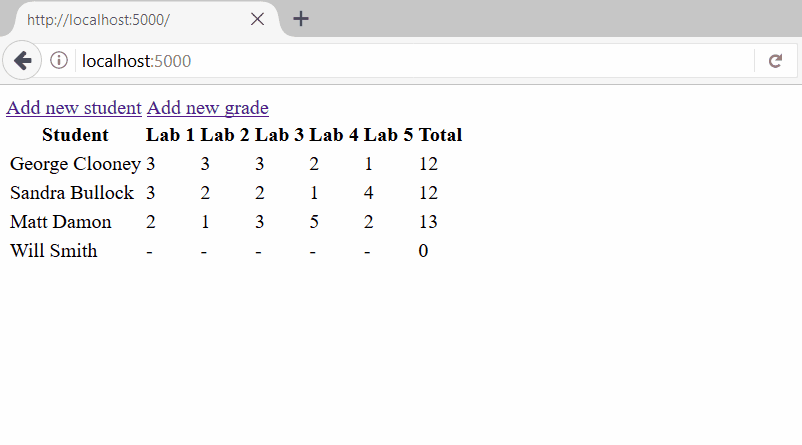 http://localhost:5000/
localhost:5000
Add new student Add new grade
Student Lab 1 Lab 2 Lab 3 Lab 4 Lab 5 Total
George Clooney 3 3 3 2 1 12
Sandra Bullock 3 2 2 1 4 12
Matt Damon 2 1 3 5 2 13
Will Smith - - - - - 0